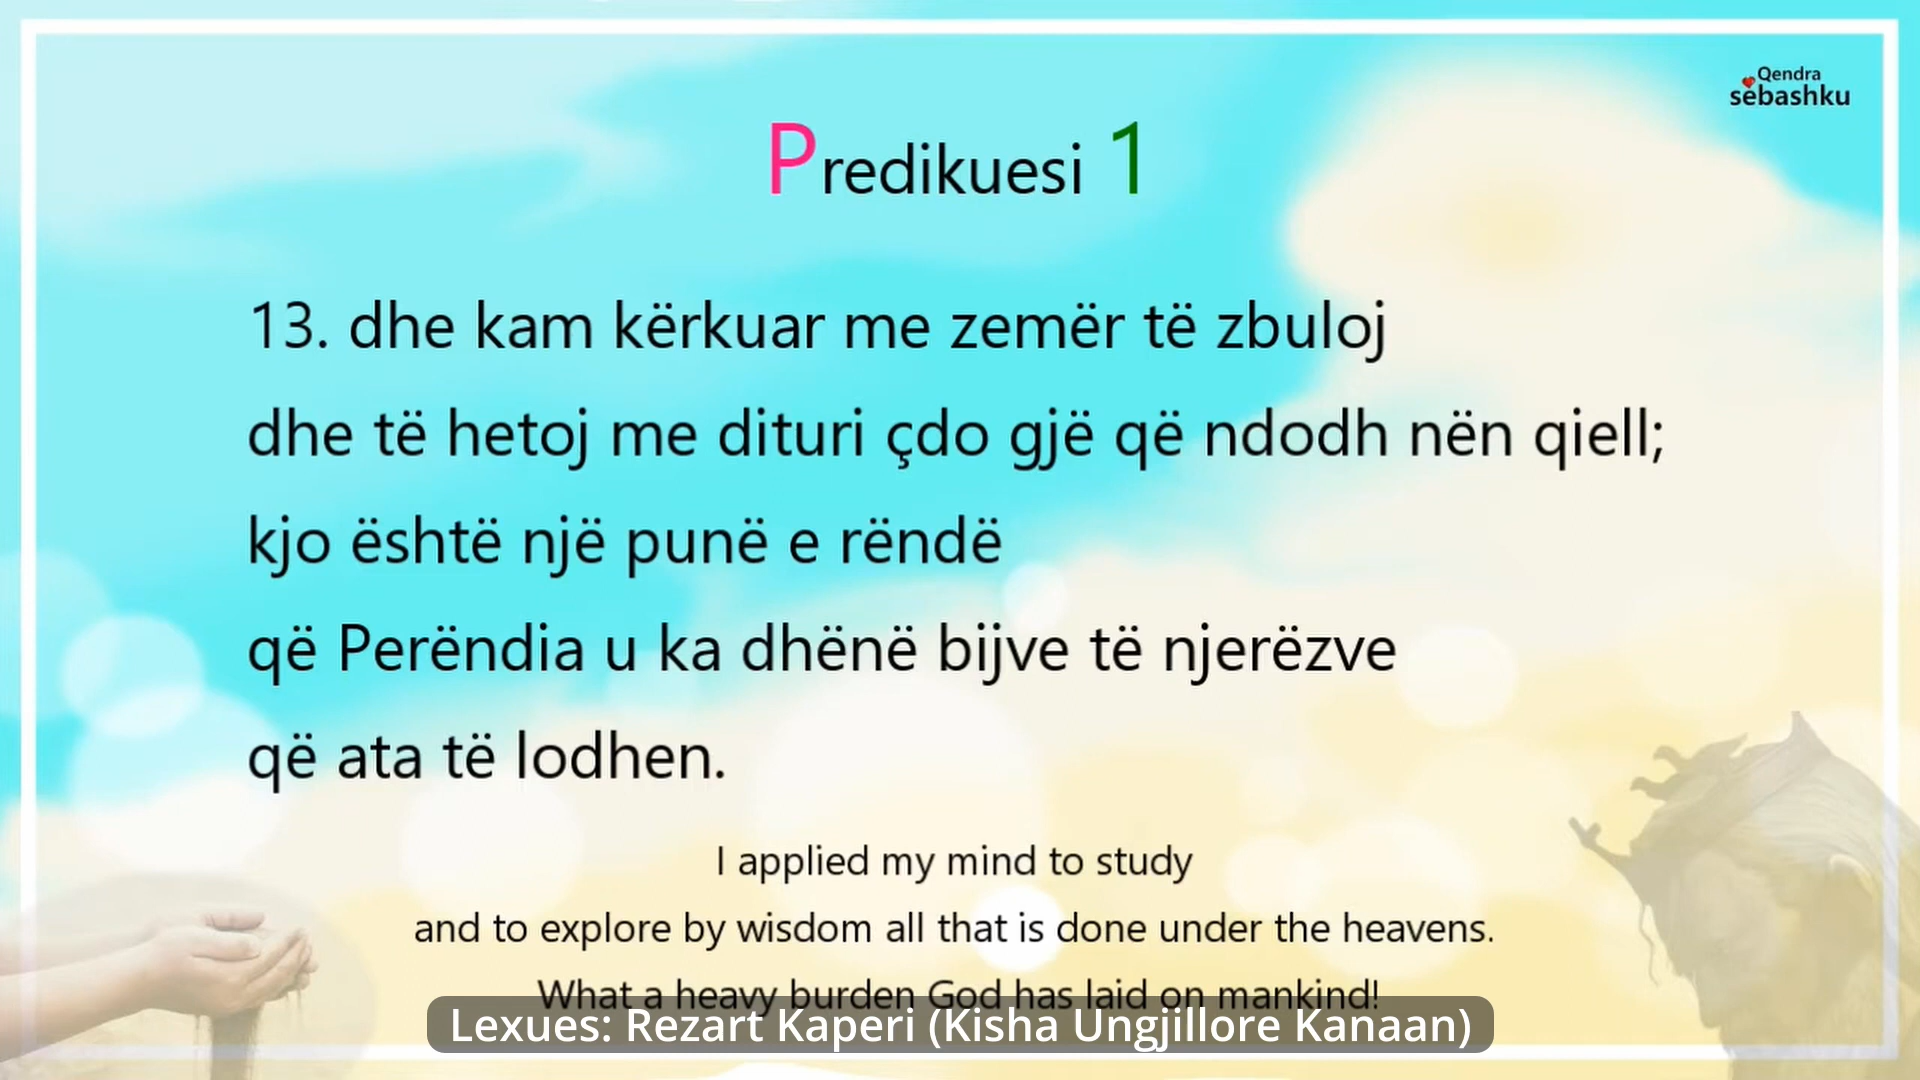 Qendra
sebashku
Predikuesi 1
13. dhe kam kërkuar me zemër të zbuloj
dhe të hetoj me dituri çdo gjë që ndodh nën qiell;
kjo është një punë e rëndë
që Perëndia u ka dhënë bijve të njerëzve
që ata të lodhen.
I applied my mind to study
and to explore by wisdom all that is done under the heavens.
What a heavy burden God has laid on mankind!
Lexues: Rezart Kaperi (Kisha Ungjillore Kanaan)